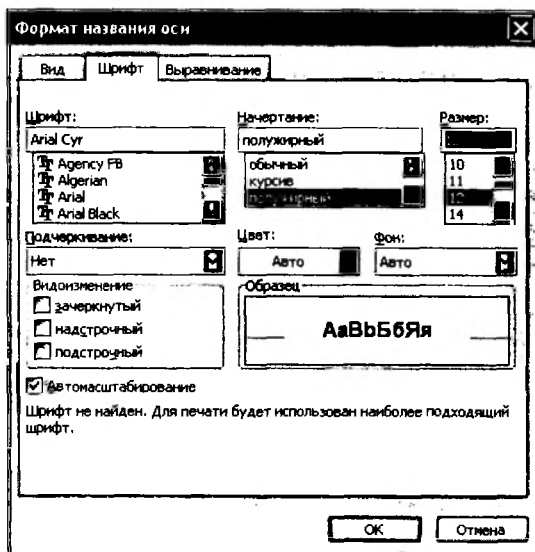 Формат названия оси
Вид Шрифт Выравнивание
Шрифт: Начертание: Размер:
Arial Cyr полужирный
Agency FB обычный 10
Algerian курсив 11
Arial полужирный 12
Arial Black 14
Подчеркивание: Цвет: Фон:
Нет Авто Авто
Видоизменение Образец
зачеркнутый
надстрочный АаВbБбЯя
подстрочный
Автомасштабирование
Шрифт не найден. Для печати будет использован наиболее подходящий
шрифт.
OK Отмена